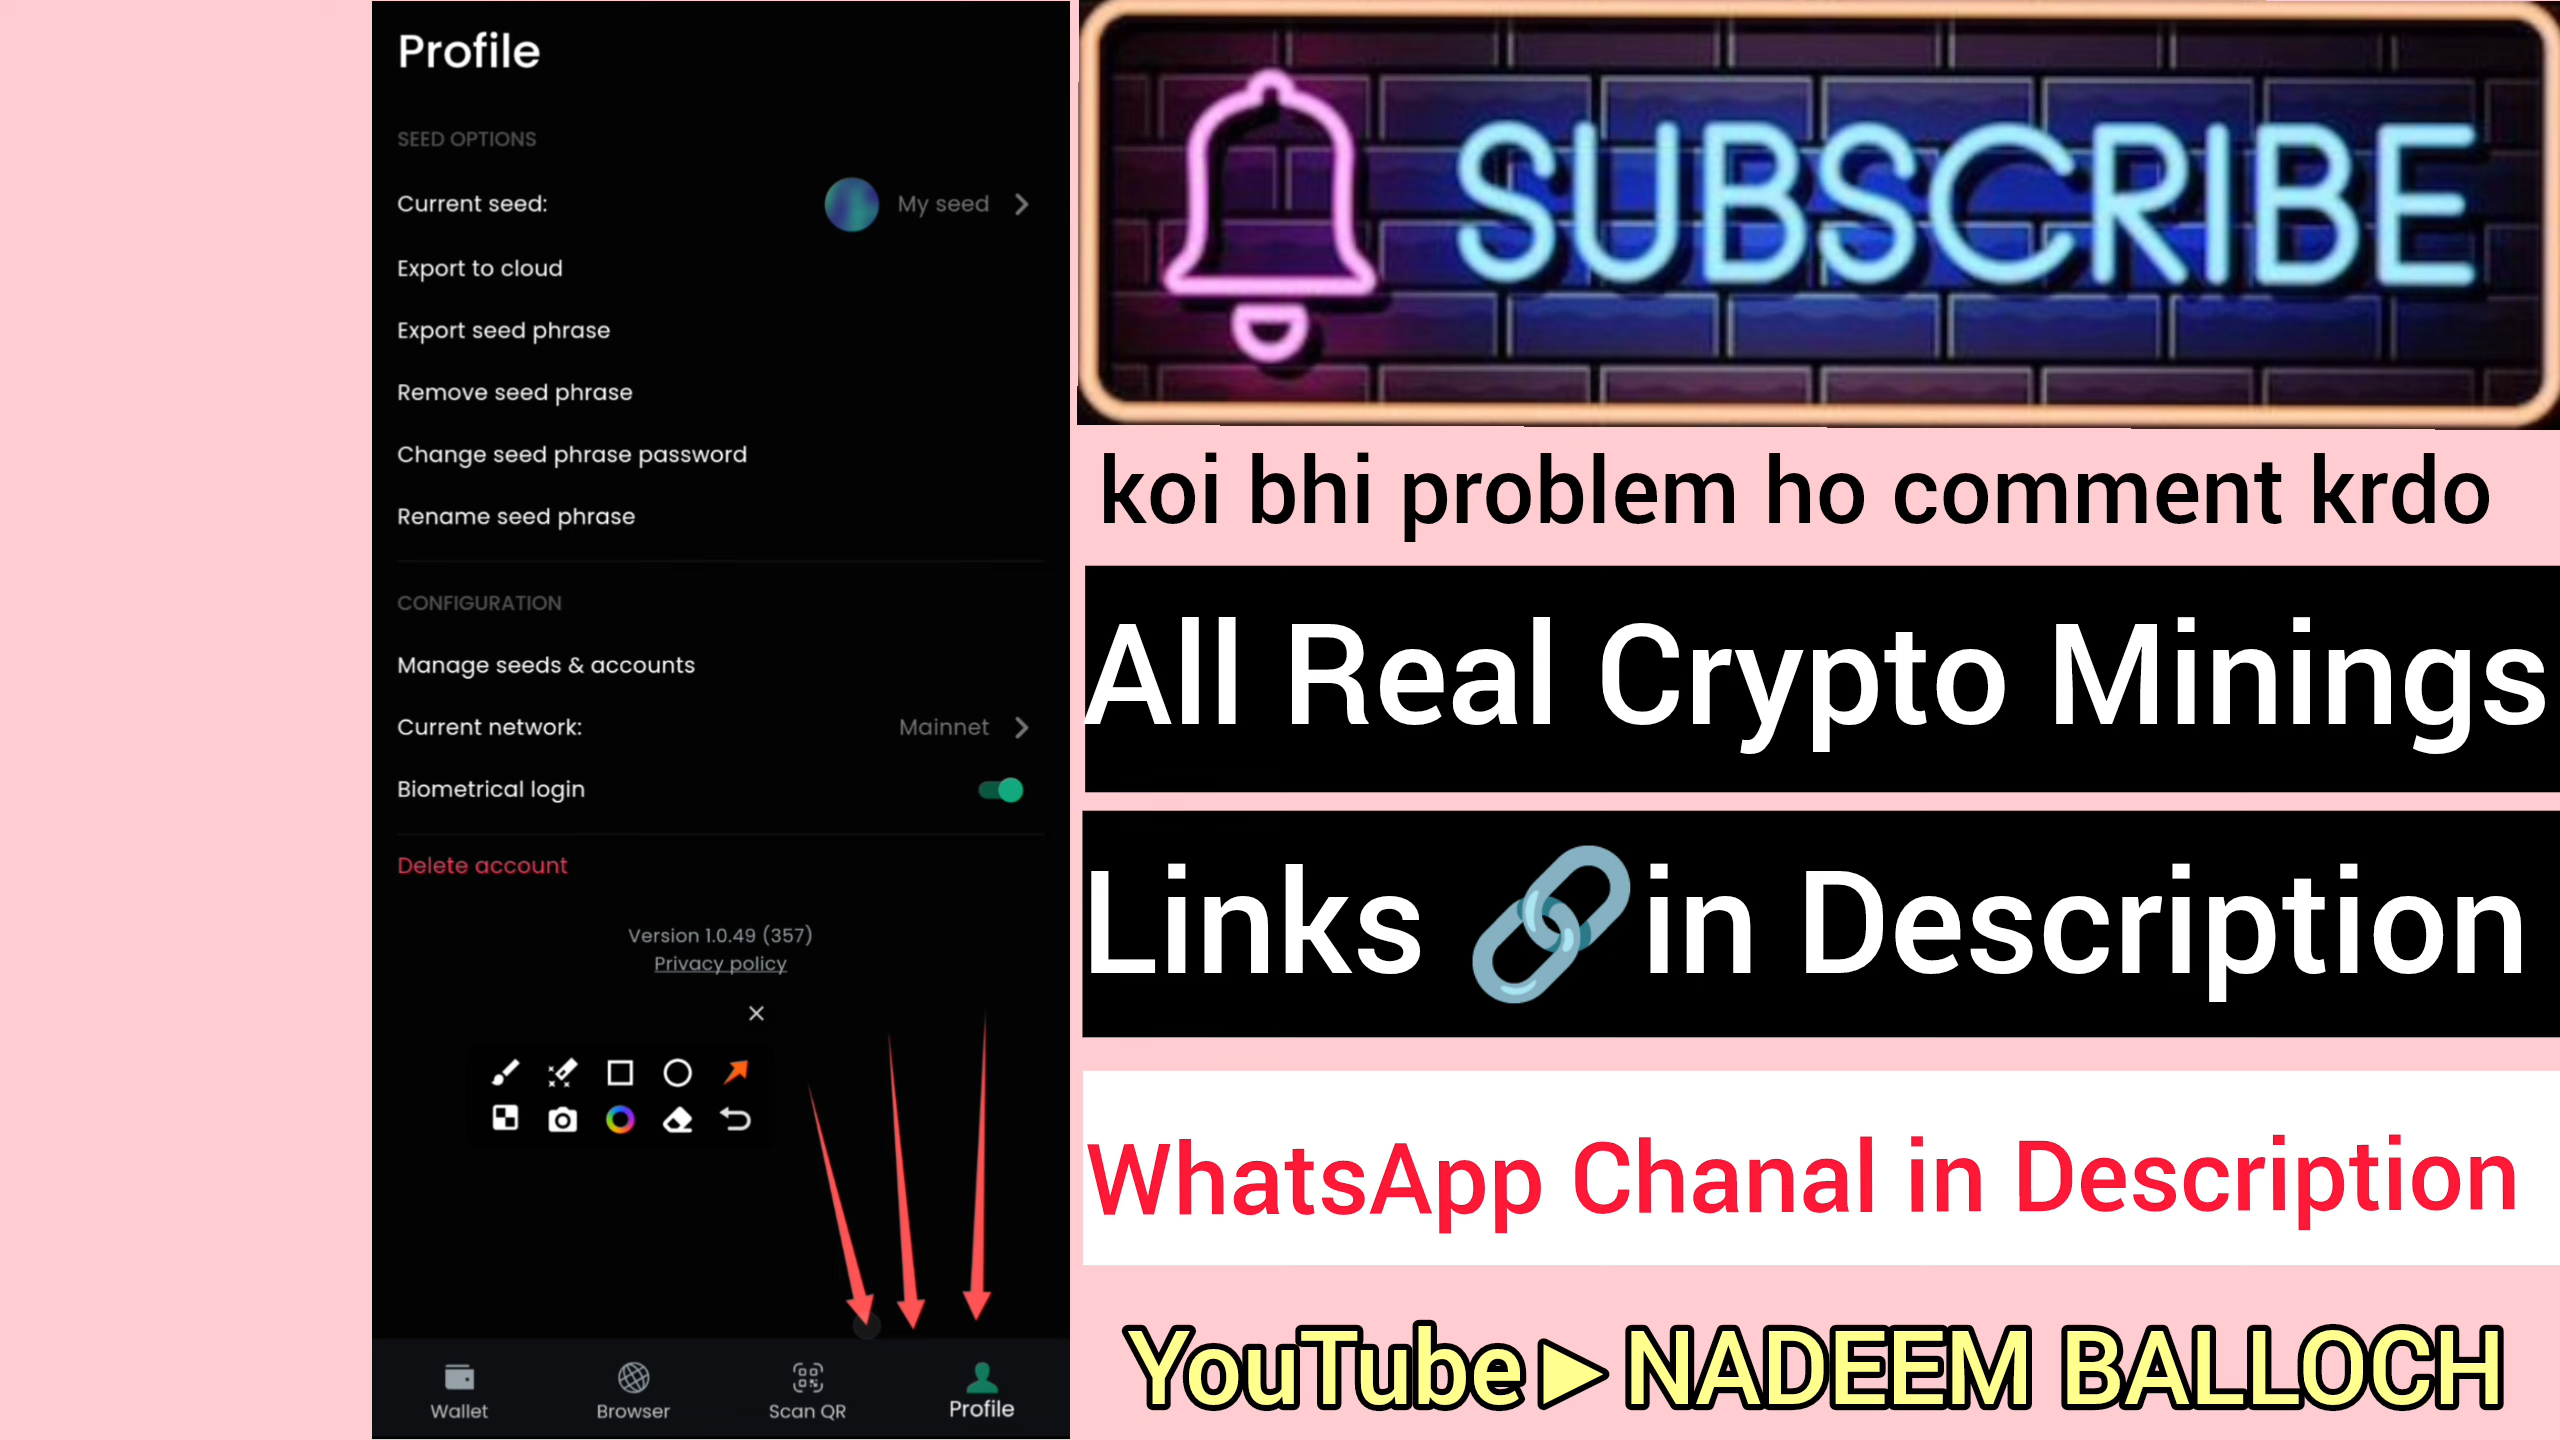 Profile
SEED OPTIONS
Current seed: My seed
Export to cloud
Export seed phrase
Remove seed phrase
Change seed phrase password
Rename seed phrase
CONFIGURATION
Manage seeds & accounts
Current network: Mainnet
Biometrical login
Delete account
Version 1.0.49 (357)
Privacy policy
Wallet
Browser
Scan QR
Profile
SUBSCRIBE
koi bhi problem ho comment krdo
All Real Crypto Minings
Links 🔗in Description
WhatsApp Chanal in Description
YouTube►NADEEM BALLOCH